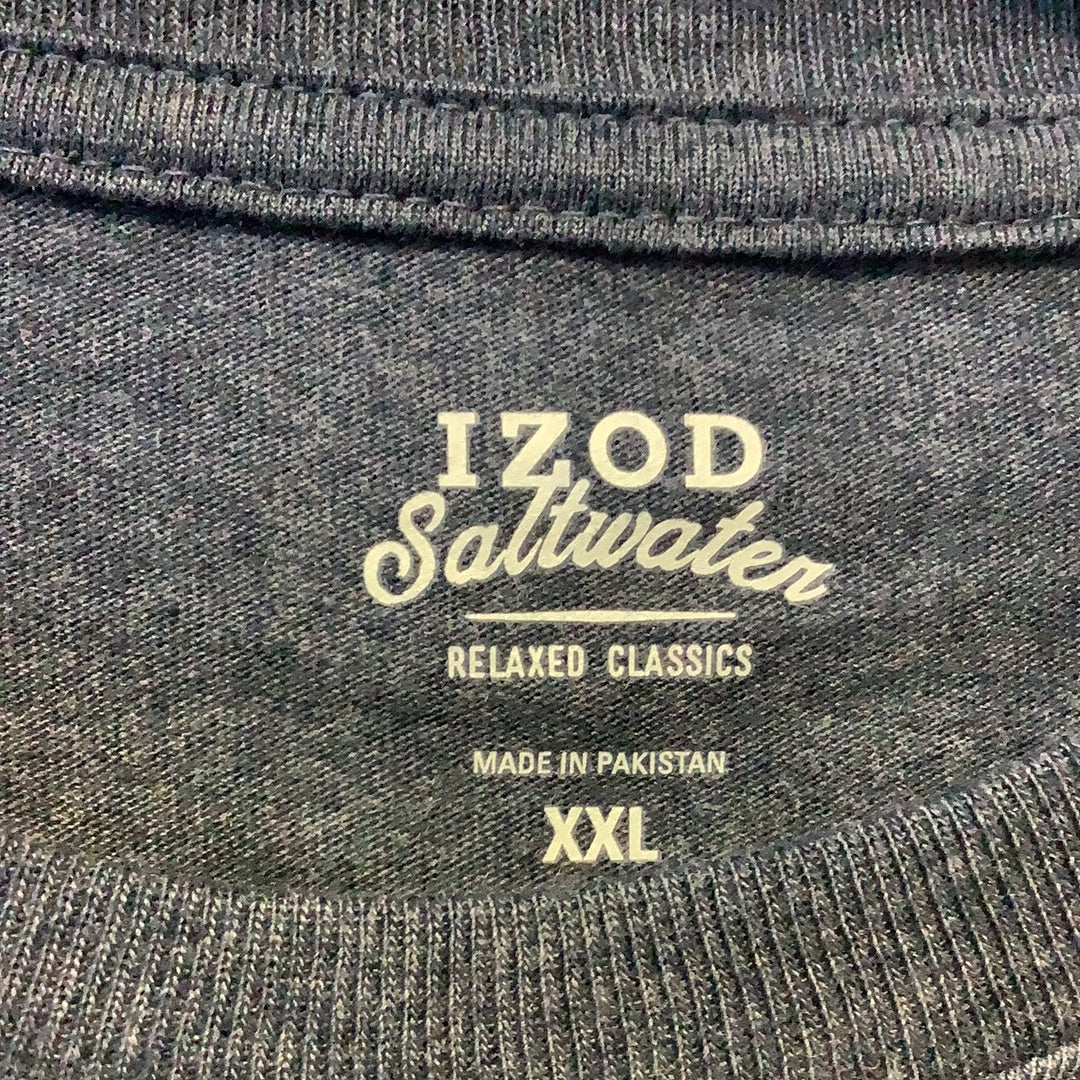 IZOD
Saltwater
RELAXED CLASSICS
MADE IN PAKISTAN
XXL